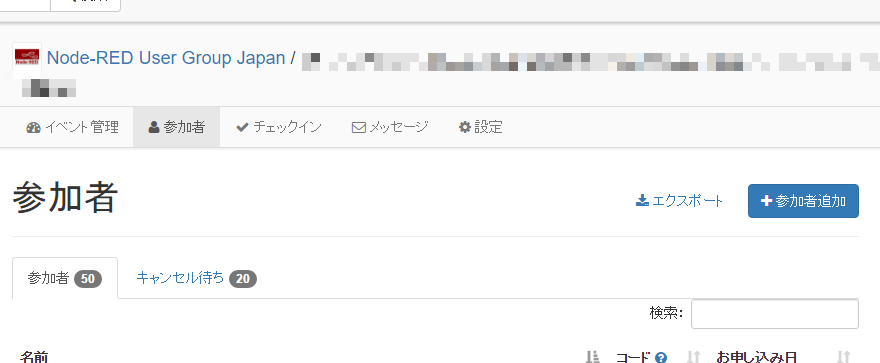 Node-RED User Group Japan /
イベント管理 参加者 チェックイン メッセージ 設定
参加者 エクスポート 参加者追加
参加者 50 キャンセル待ち 20
検索:
名前 コード お申し込み日